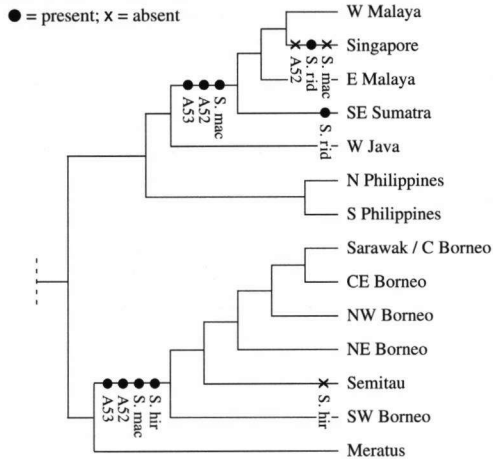 ● = present; x = absent
W Malaya
Singapore
A52
S. rid
S. mac
E Malaya
A53
A52
S. mac
SE Sumatra
S. rid
W Java
N Philippines
S Philippines
Sarawak / C Borneo
CE Borneo
NW Borneo
NE Borneo
Semitau
A53
A52
S. mac
S. hir
S. hir
SW Borneo
Meratus